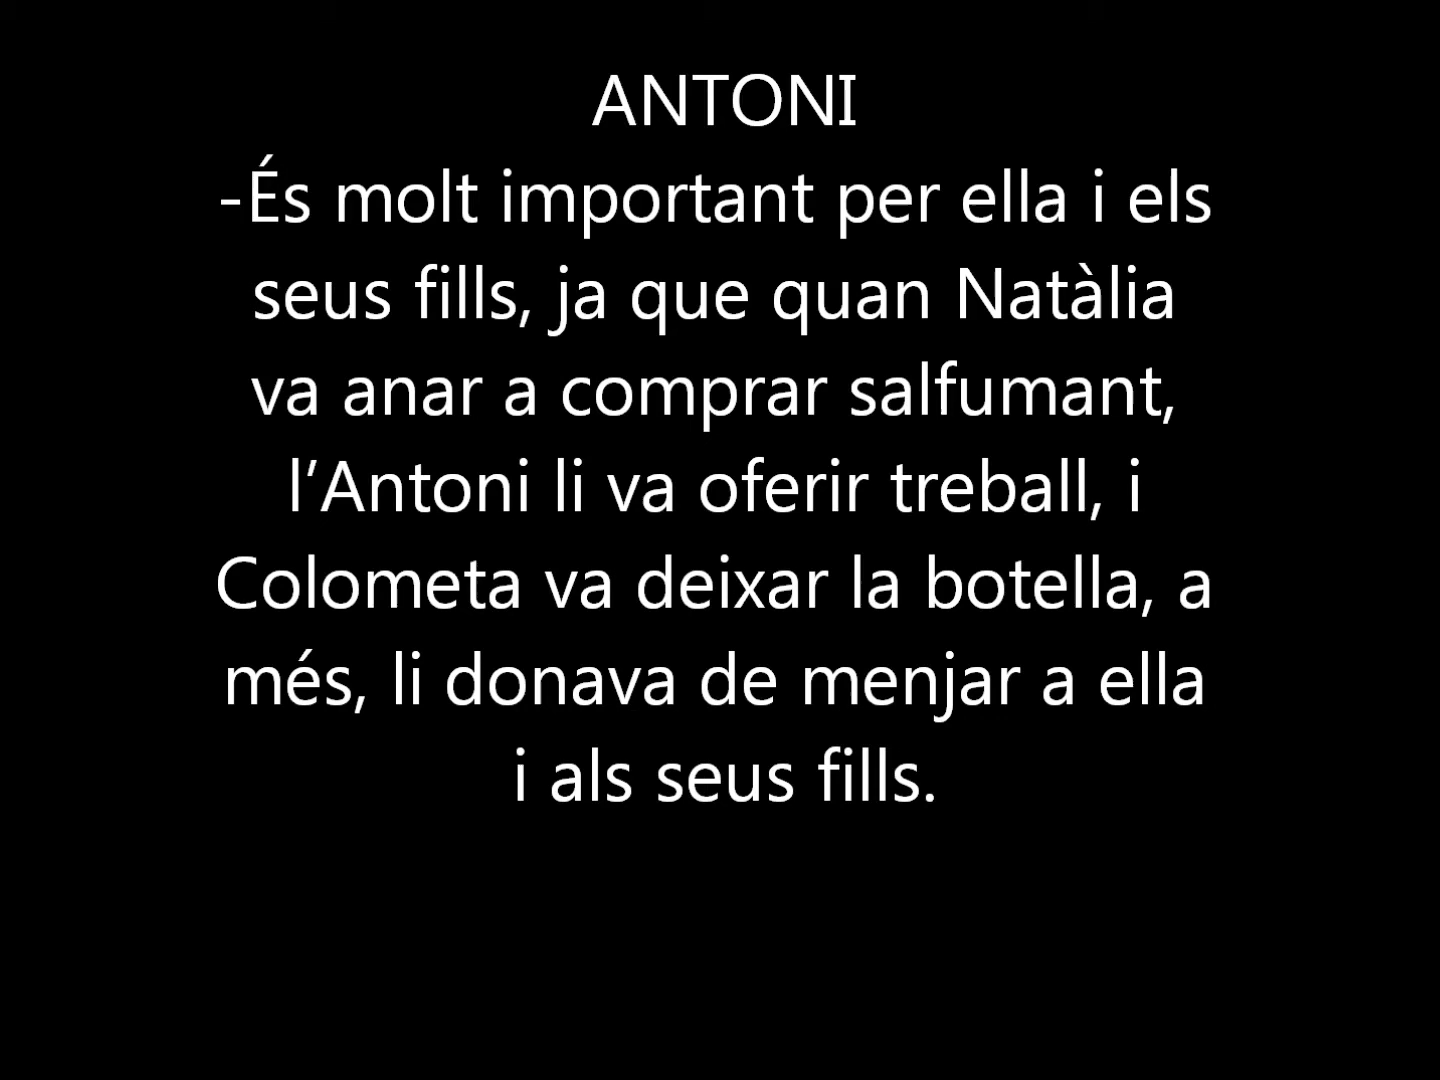 ANTONI
-És molt important per ella i els
seus fills, ja que quan Natàlia
va anar a comprar salfumant,
l’Antoni li va oferir treball, i
Colometa va deixar la botella, a
més, li donava de menjar a ella
i als seus fills.